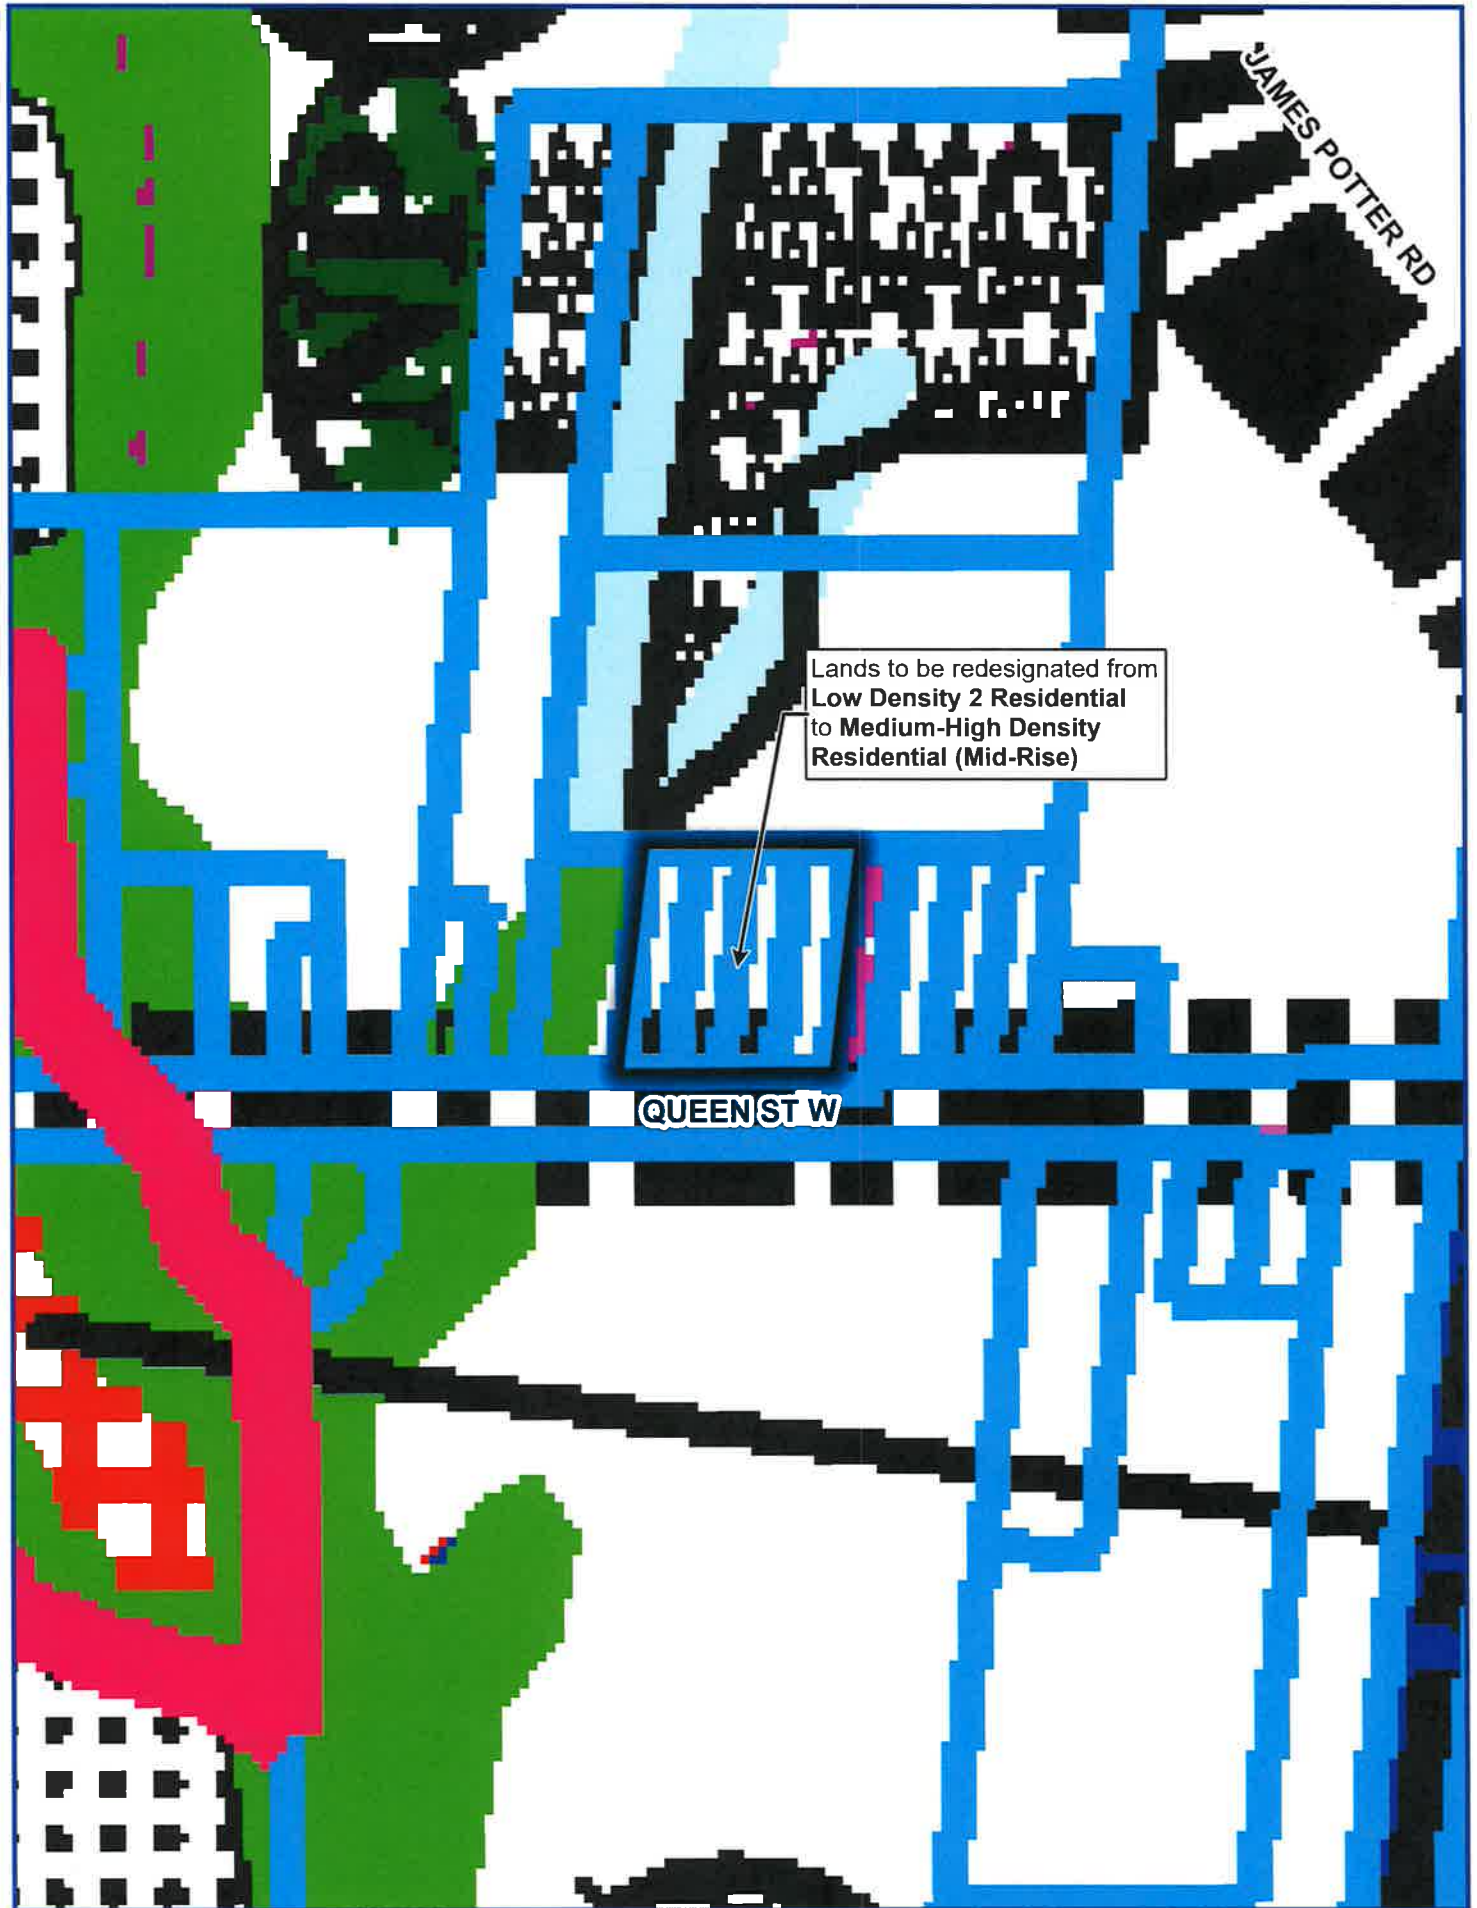 JAMES POTTER RD
Lands to be redesignated from
Low Density 2 Residential
to Medium-High Density
Residential (Mid-Rise)
QUEEN ST W